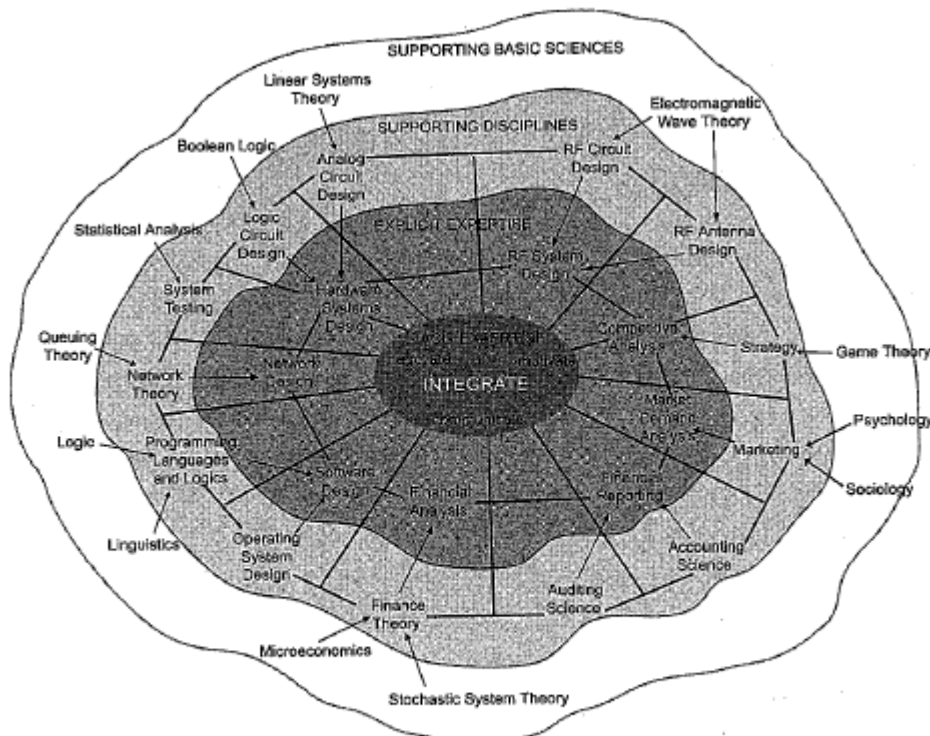 SUPPORTING BASIC SCIENCES
Linear Systems
Theory
Electromagnetic
Wave Theory
SUPPORTING DISCIPLINES
Boolean Logic
Analog
Circuit
Design
RF Circuit
Design
Statistical Analysis
Logic
Circuit
Design
EXPLICIT EXPERTISE
RF Antenna
Design
RF System
Design
System
Testing
Hardware
Systems
Design
Queuing
Theory
Competitive
Analysis
Strategy
Game Theory
Network
Theory
Network
Design
INTEGRATE
Market
Demand
Analysis
Psychology
Logic
Programming
Languages
and Logics
Marketing
Software
Design
Financial
Analysis
Financial
Reporting
Sociology
Linguistics
Operating
System
Design
Accounting
Science
Auditing
Science
Finance
Theory
Microeconomics
Stochastic System Theory